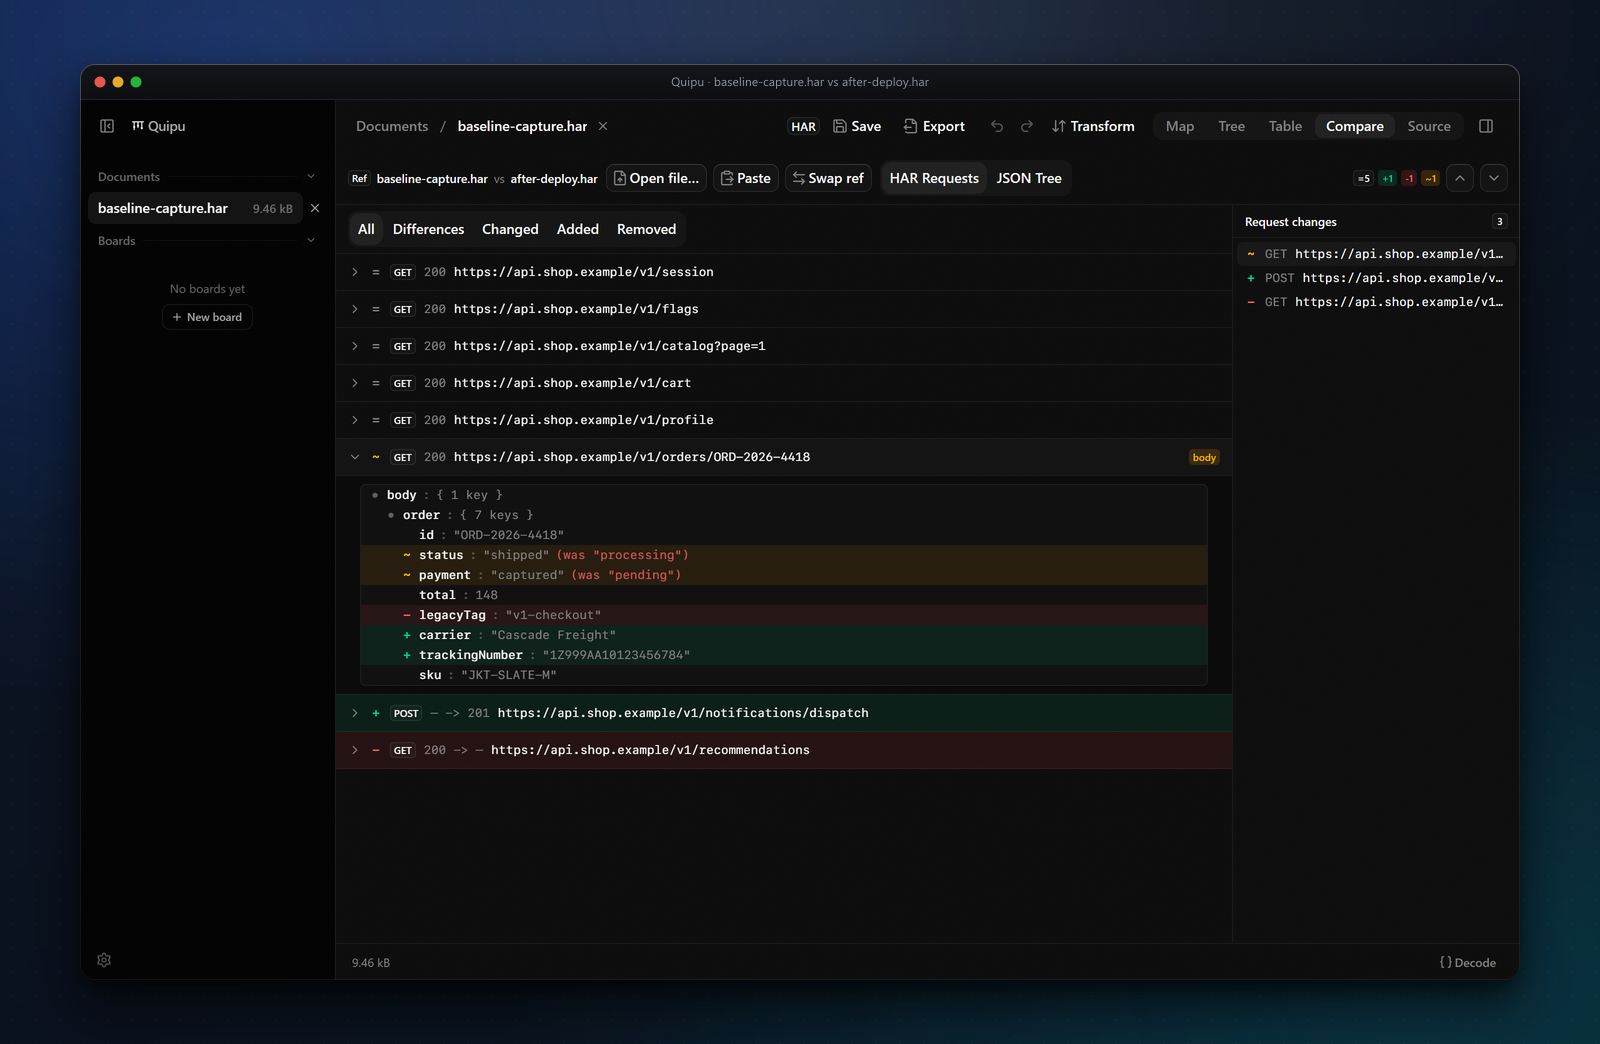 Quipu · baseline-capture.har vs after-deploy.har
Quipu
Documents / baseline-capture.har
HAR Save Export Transform Map Tree Table Compare Source
Documents
baseline-capture.har 9.46 kB
Boards
No boards yet
+ New board
Ref baseline-capture.har vs after-deploy.har Open file... Paste Swap ref HAR Requests JSON Tree =5 +1 -1 ~1
All Differences Changed Added Removed
= GET 200 https://api.shop.example/v1/session
= GET 200 https://api.shop.example/v1/flags
= GET 200 https://api.shop.example/v1/catalog?page=1
= GET 200 https://api.shop.example/v1/cart
= GET 200 https://api.shop.example/v1/profile
~ GET 200 https://api.shop.example/v1/orders/ORD-2026-4418 body
body : { 1 key }
order : { 7 keys }
id : "ORD-2026-4418"
~ status : "shipped" (was "processing")
~ payment : "captured" (was "pending")
total : 148
− legacyTag : "v1-checkout"
+ carrier : "Cascade Freight"
+ trackingNumber : "1Z999AA10123456784"
sku : "JKT-SLATE-M"
+ POST — -> 201 https://api.shop.example/v1/notifications/dispatch
− GET 200 -> — https://api.shop.example/v1/recommendations
Request changes 3
~ GET https://api.shop.example/v1…
+ POST https://api.shop.example/v…
− GET https://api.shop.example/v1…
9.46 kB
{ } Decode